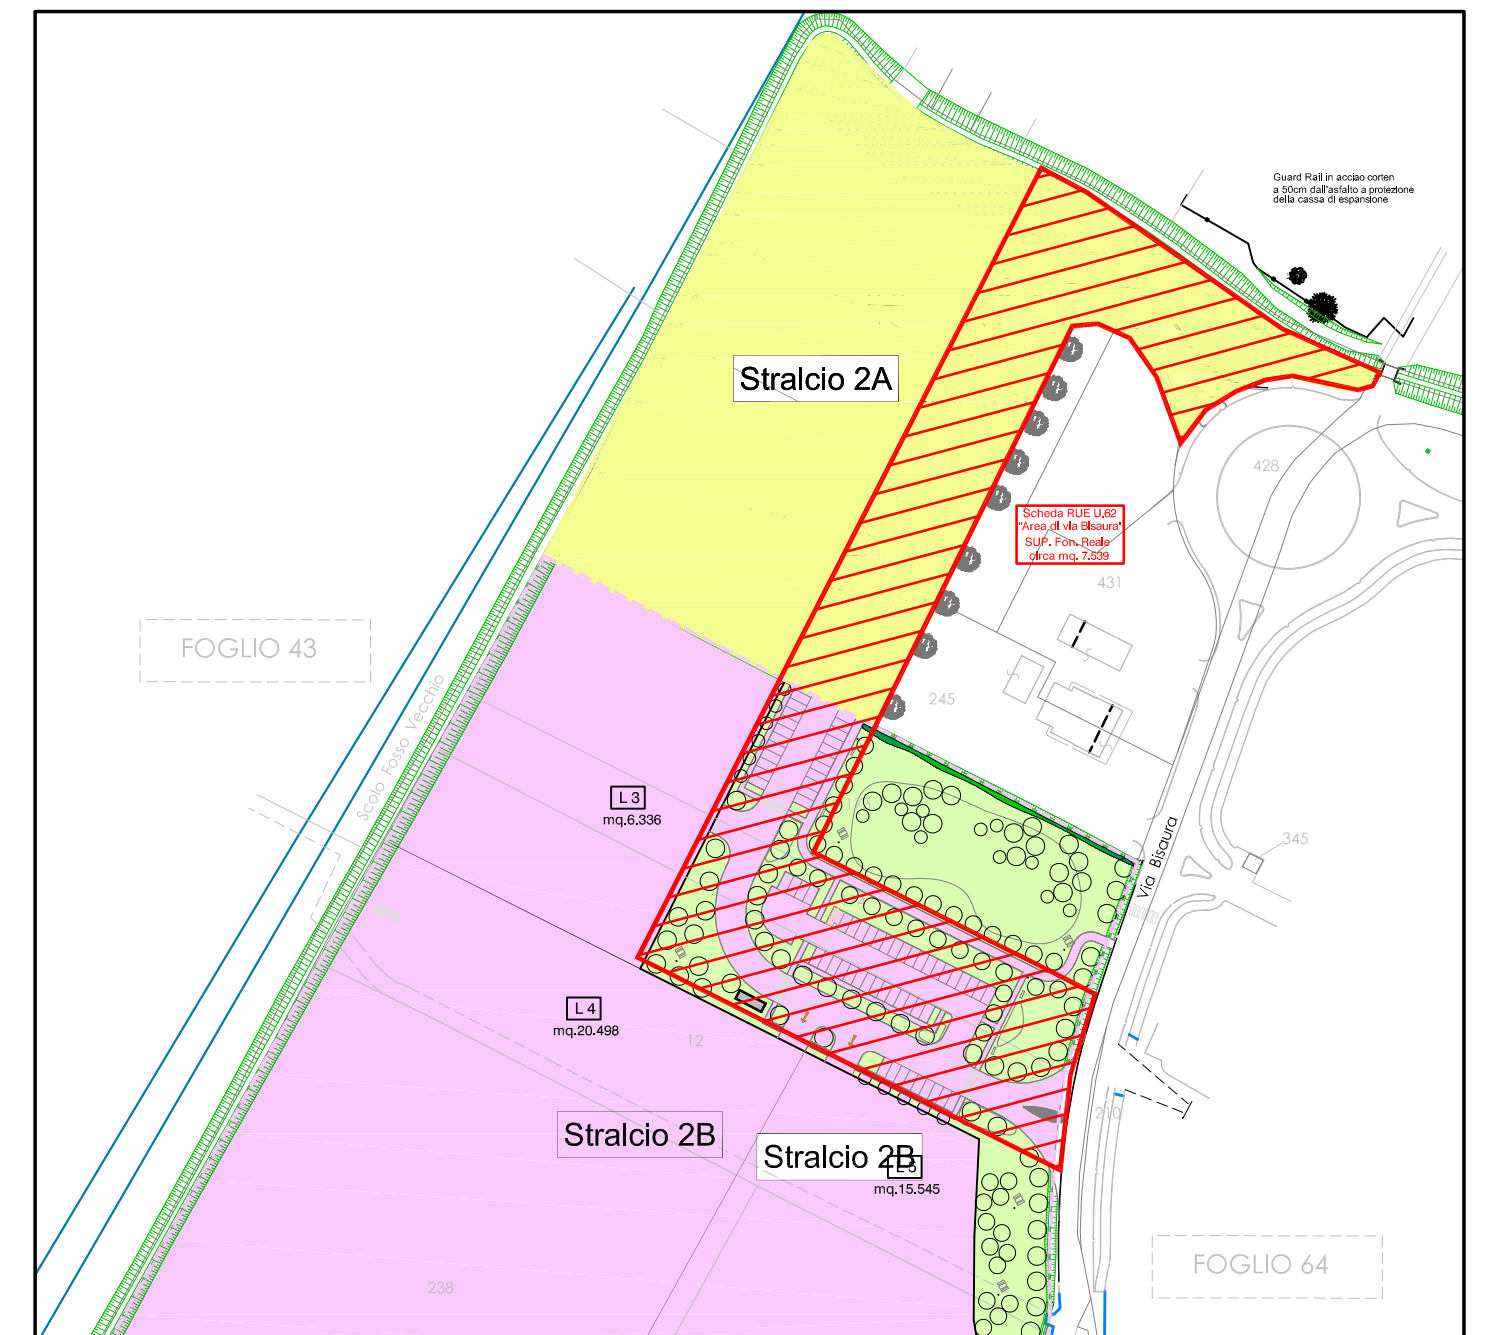 Guard Rail in acciao corten
a 50cm dall'asfalto a protezione
della cassa di espansione
Stralcio 2A
428
Scheda RUE U.62
"Area di via Bisaura"
SUP. Fon. Reale
circa mq. 7.539
431
FOGLIO 43
245
Scolo Fosso Vecchio
L 3
mq.6.336
Via Bisaura
345
L 4
mq.20.498
12
210
Stralcio 2B
Stralcio 2B
L 5
mq.15.545
FOGLIO 64
238